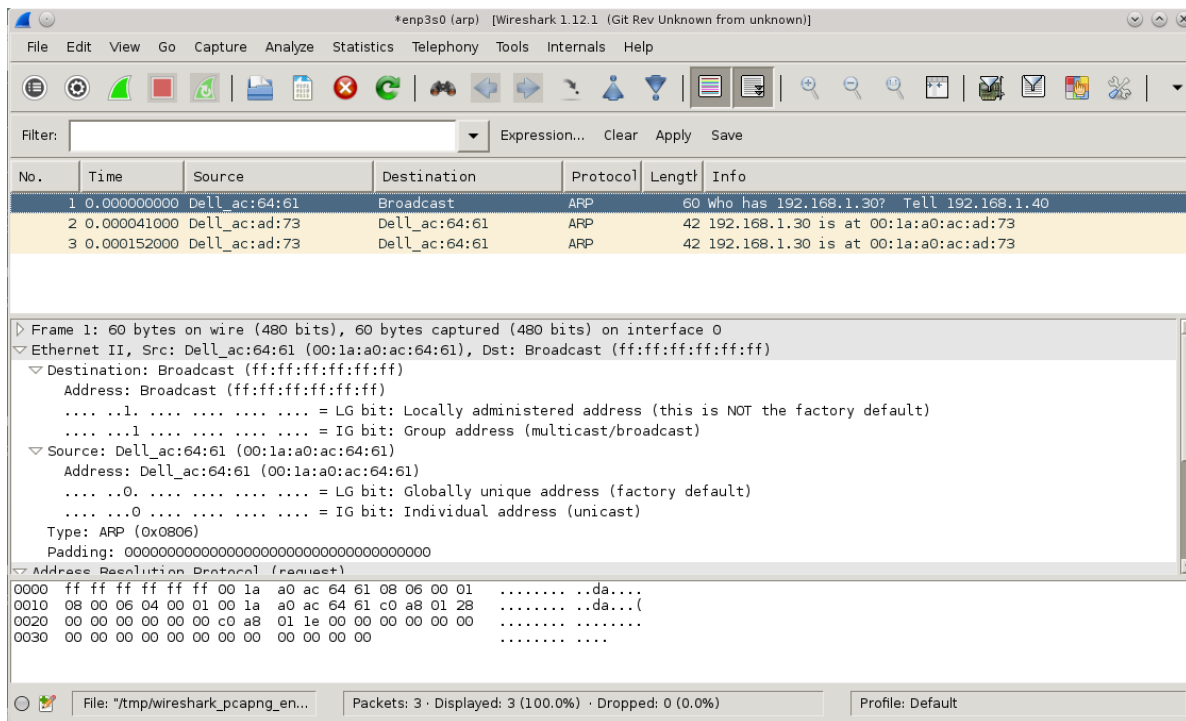 *enp3s0 (arp) [Wireshark 1.12.1 (Git Rev Unknown from unknown)]
File Edit View Go Capture Analyze Statistics Telephony Tools Internals Help
Filter: Expression... Clear Apply Save
No. Time Source Destination Protocol Length Info
1 0.000000000 Dell_ac:64:61 Broadcast ARP 60 Who has 192.168.1.30? Tell 192.168.1.40
2 0.000041000 Dell_ac:ad:73 Dell_ac:64:61 ARP 42 192.168.1.30 is at 00:1a:a0:ac:ad:73
3 0.000152000 Dell_ac:ad:73 Dell_ac:64:61 ARP 42 192.168.1.30 is at 00:1a:a0:ac:ad:73
Frame 1: 60 bytes on wire (480 bits), 60 bytes captured (480 bits) on interface 0
Ethernet II, Src: Dell_ac:64:61 (00:1a:a0:ac:64:61), Dst: Broadcast (ff:ff:ff:ff:ff:ff)
Destination: Broadcast (ff:ff:ff:ff:ff:ff)
Address: Broadcast (ff:ff:ff:ff:ff:ff)
.... ..1. .... .... .... .... = LG bit: Locally administered address (this is NOT the factory default)
.... ...1 .... .... .... .... = IG bit: Group address (multicast/broadcast)
Source: Dell_ac:64:61 (00:1a:a0:ac:64:61)
Address: Dell_ac:64:61 (00:1a:a0:ac:64:61)
.... ..0. .... .... .... .... = LG bit: Globally unique address (factory default)
.... ...0 .... .... .... .... = IG bit: Individual address (unicast)
Type: ARP (0x0806)
Padding: 000000000000000000000000000000000000
Address Resolution Protocol (request)
0000 ff ff ff ff ff ff 00 1a a0 ac 64 61 08 06 00 01 ........ ..da....
0010 08 00 06 04 00 01 00 1a a0 ac 64 61 c0 a8 01 28 ........ ..da...(
0020 00 00 00 00 00 00 c0 a8 01 1e 00 00 00 00 00 00 ........ ........
0030 00 00 00 00 00 00 00 00 00 00 00 00 ........ ....
File: "/tmp/wireshark_pcapng_en... Packets: 3 · Displayed: 3 (100.0%) · Dropped: 0 (0.0%) Profile: Default